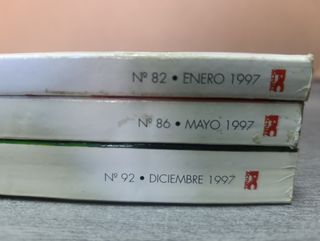 Nº 82 • ENERO 1997
Nº 86 • MAYO 1997
Nº 92 • DICIEMBRE 1997